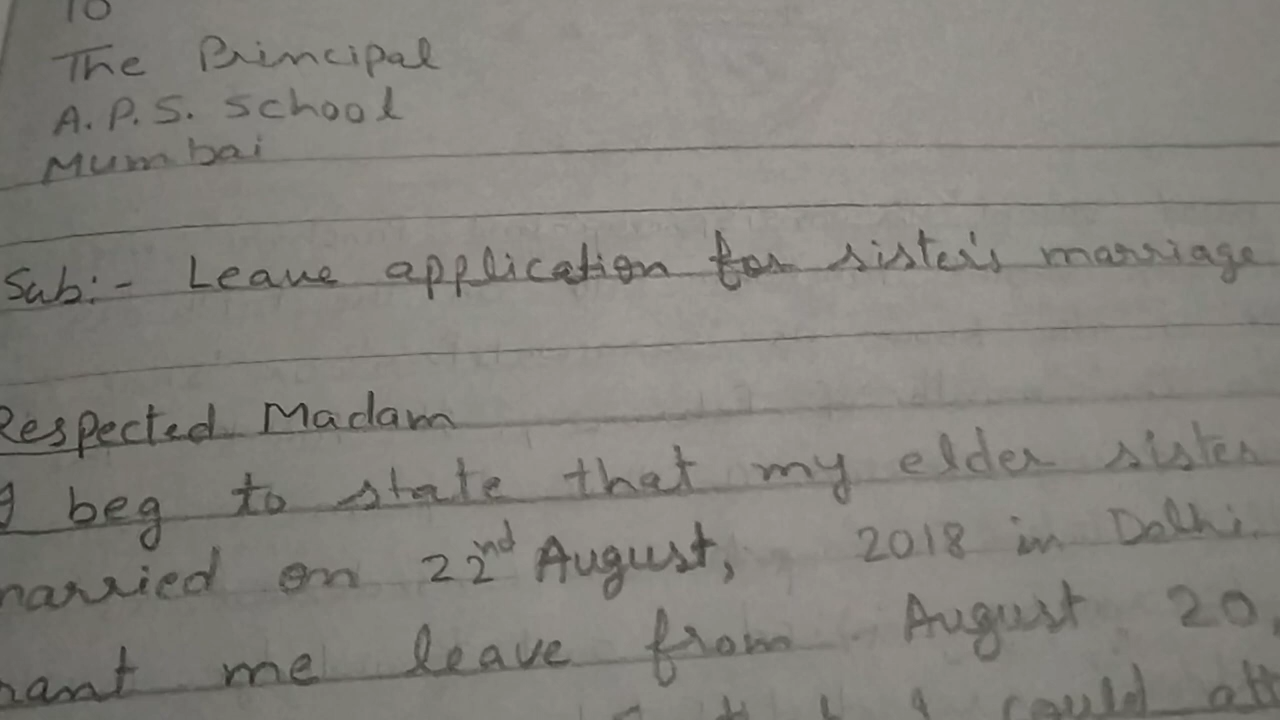 To
The Principal
A.P.S. School
Mumbai
Sub:- Leave application for sister's marriage
Respected Madam
I beg to state that my elder sister
married on 22nd August, 2018 in Delhi.
me leave from August 20,
I could